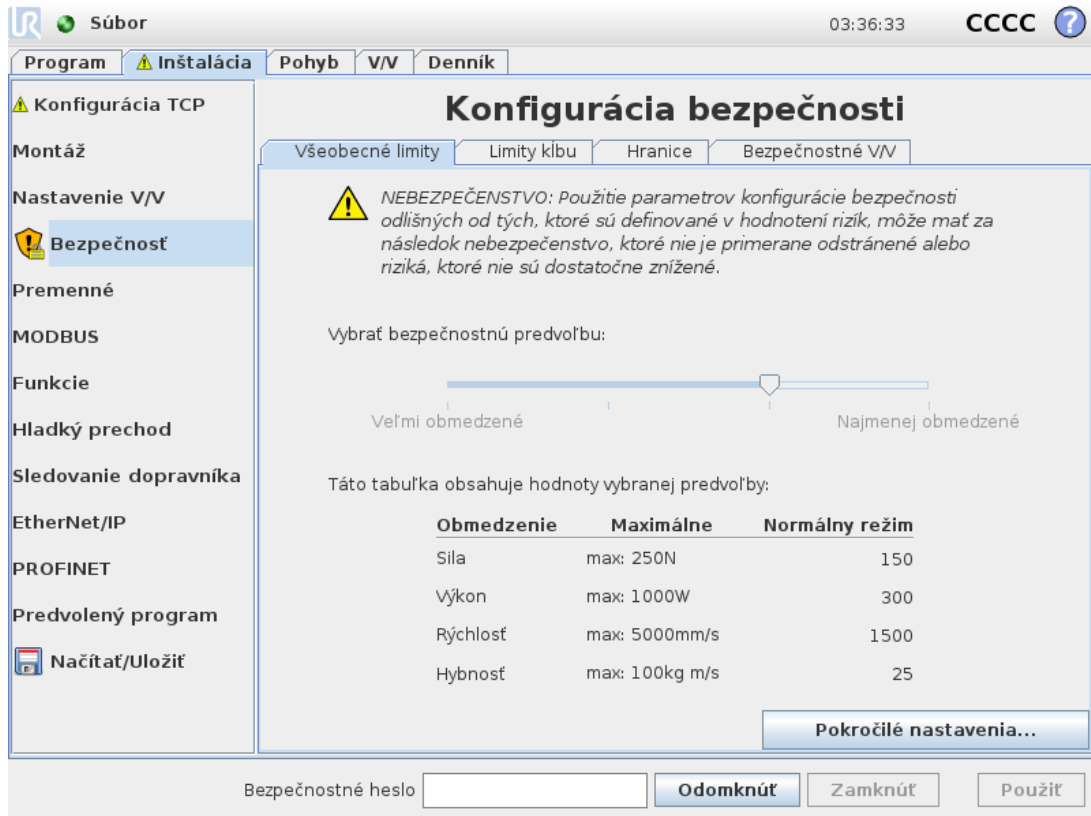 UR Súbor 03:36:33 CCCC ?
Program Inštalácia Pohyb V/V Denník
Konfigurácia TCP
Montáž
Nastavenie V/V
Bezpečnosť
Premenné
MODBUS
Funkcie
Hladký prechod
Sledovanie dopravníka
EtherNet/IP
PROFINET
Predvolený program
Načítať/Uložiť
Konfigurácia bezpečnosti
Všeobecné limity Limity kĺbu Hranice Bezpečnostné V/V
NEBEZPEČENSTVO: Použitie parametrov konfigurácie bezpečnosti
odlišných od tých, ktoré sú definované v hodnotení rizík, môže mať za
následok nebezpečenstvo, ktoré nie je primerane odstránené alebo
riziká, ktoré nie sú dostatočne znížené.
Vybrať bezpečnostnú predvoľbu:
Veľmi obmedzené Najmenej obmedzené
Táto tabuľka obsahuje hodnoty vybranej predvoľby:
Obmedzenie Maximálne Normálny režim
Sila max: 250N 150
Výkon max: 1000W 300
Rýchlosť max: 5000mm/s 1500
Hybnosť max: 100kg m/s 25
Pokročilé nastavenia...
Bezpečnostné heslo Odomknúť Zamknúť Použiť